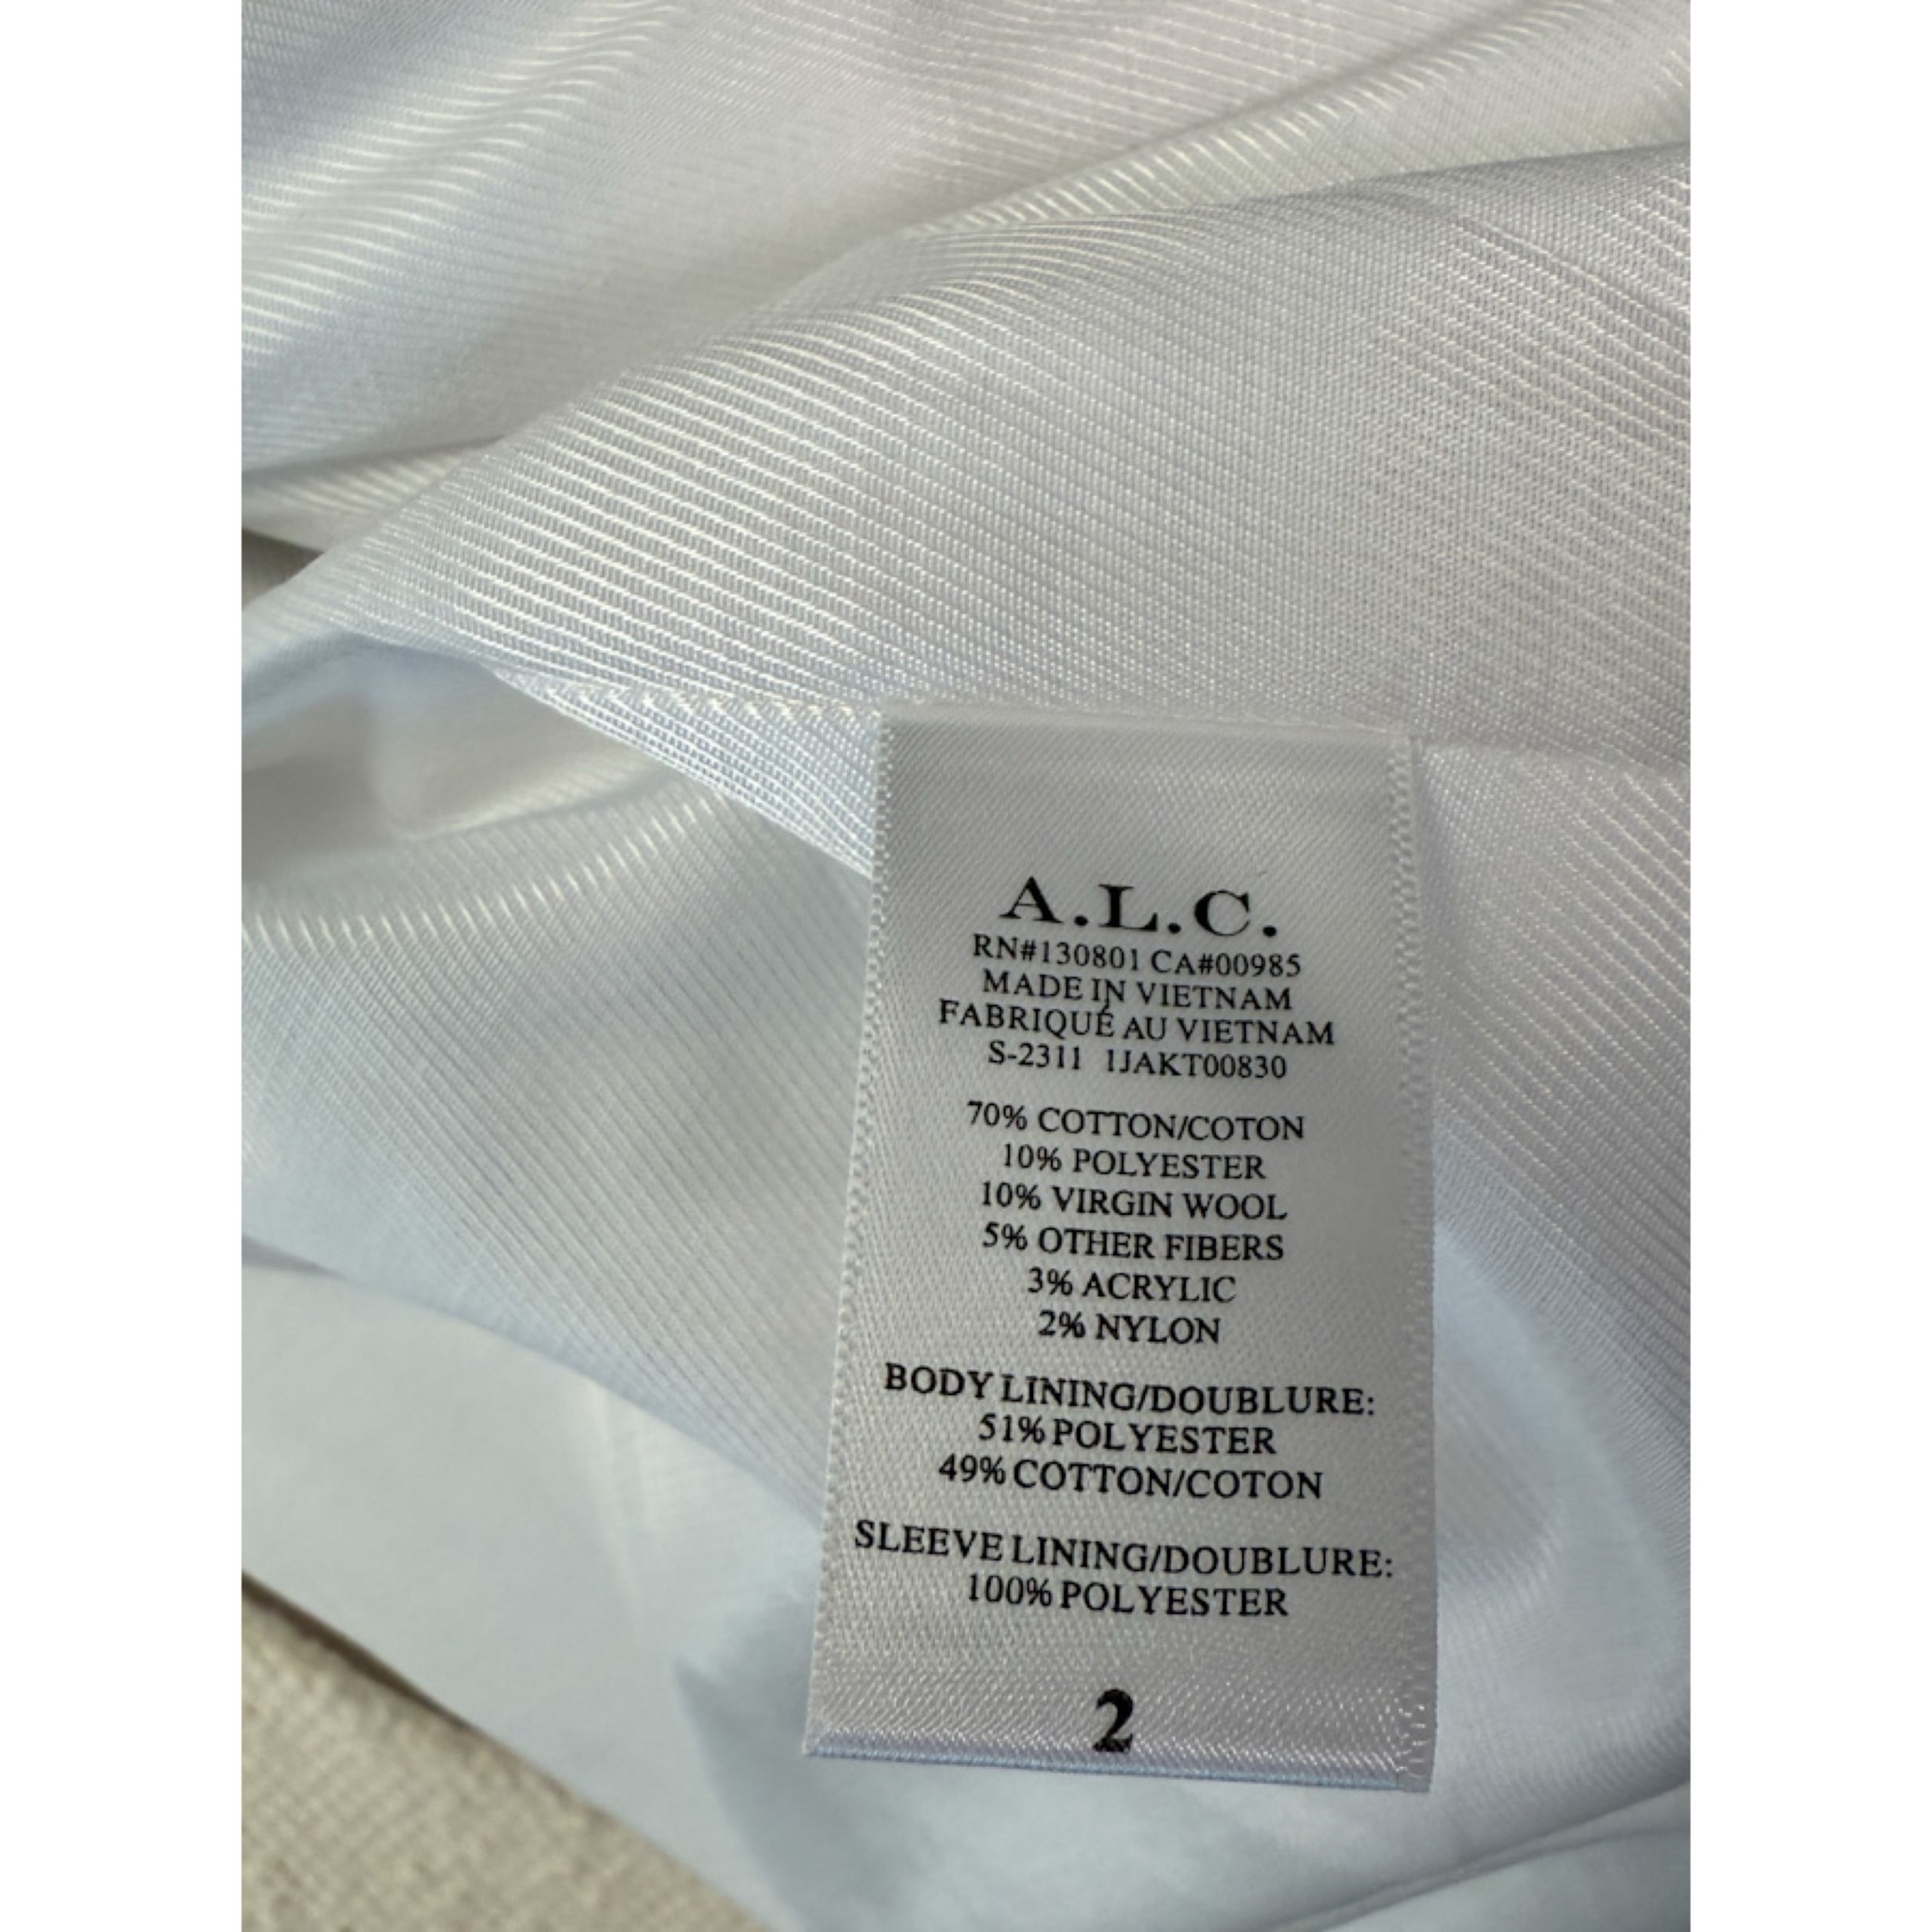 A.L.C.
RN#130801 CA#00985
MADE IN VIETNAM
FABRIQUÉ AU VIETNAM
S-2311 1JAKT00830
70% COTTON/COTON
10% POLYESTER
10% VIRGIN WOOL
5% OTHER FIBERS
3% ACRYLIC
2% NYLON
BODY LINING/DOUBLURE:
51% POLYESTER
49% COTTON/COTON
SLEEVE LINING/DOUBLURE:
100% POLYESTER
2